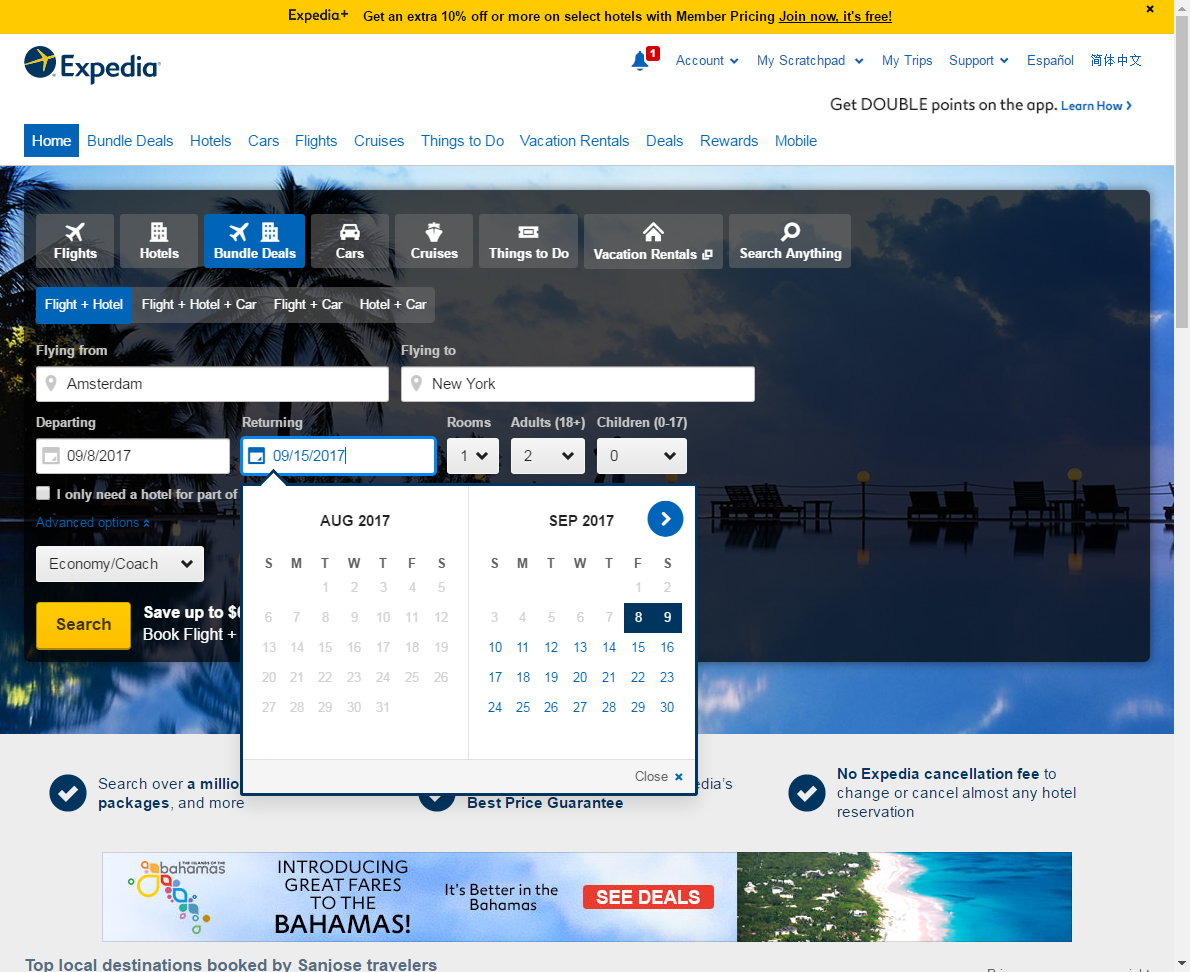 Expedia+ Get an extra 10% off or more on select hotels with Member Pricing Join now, it's free!
Expedia
1 Account My Scratchpad My Trips Support Español 简体中文
Get DOUBLE points on the app. Learn How
Home Bundle Deals Hotels Cars Flights Cruises Things to Do Vacation Rentals Deals Rewards Mobile
Flights Hotels Bundle Deals Cars Cruises Things to Do Vacation Rentals Search Anything
Flight + Hotel Flight + Hotel + Car Flight + Car Hotel + Car
Flying from Flying to
Amsterdam New York
Departing Returning Rooms Adults (18+) Children (0-17)
09/8/2017 09/15/2017 1 2 0
I only need a hotel for part of
Advanced options
Economy/Coach
Search
Save up to $
Book Flight +
AUG 2017
S M T W T F S
1 2 3 4 5
6 7 8 9 10 11 12
13 14 15 16 17 18 19
20 21 22 23 24 25 26
27 28 29 30 31
SEP 2017
S M T W T F S
1 2
3 4 5 6 7 8 9
10 11 12 13 14 15 16
17 18 19 20 21 22 23
24 25 26 27 28 29 30
Close ×
Search over a millio
packages, and more
edia's
Best Price Guarantee
No Expedia cancellation fee to
change or cancel almost any hotel
reservation
THE ISLANDS OF THE
bahamas
INTRODUCING
GREAT FARES
TO THE
BAHAMAS!
It's Better in the
Bahamas
SEE DEALS
Top local destinations booked by Sanjose travelers